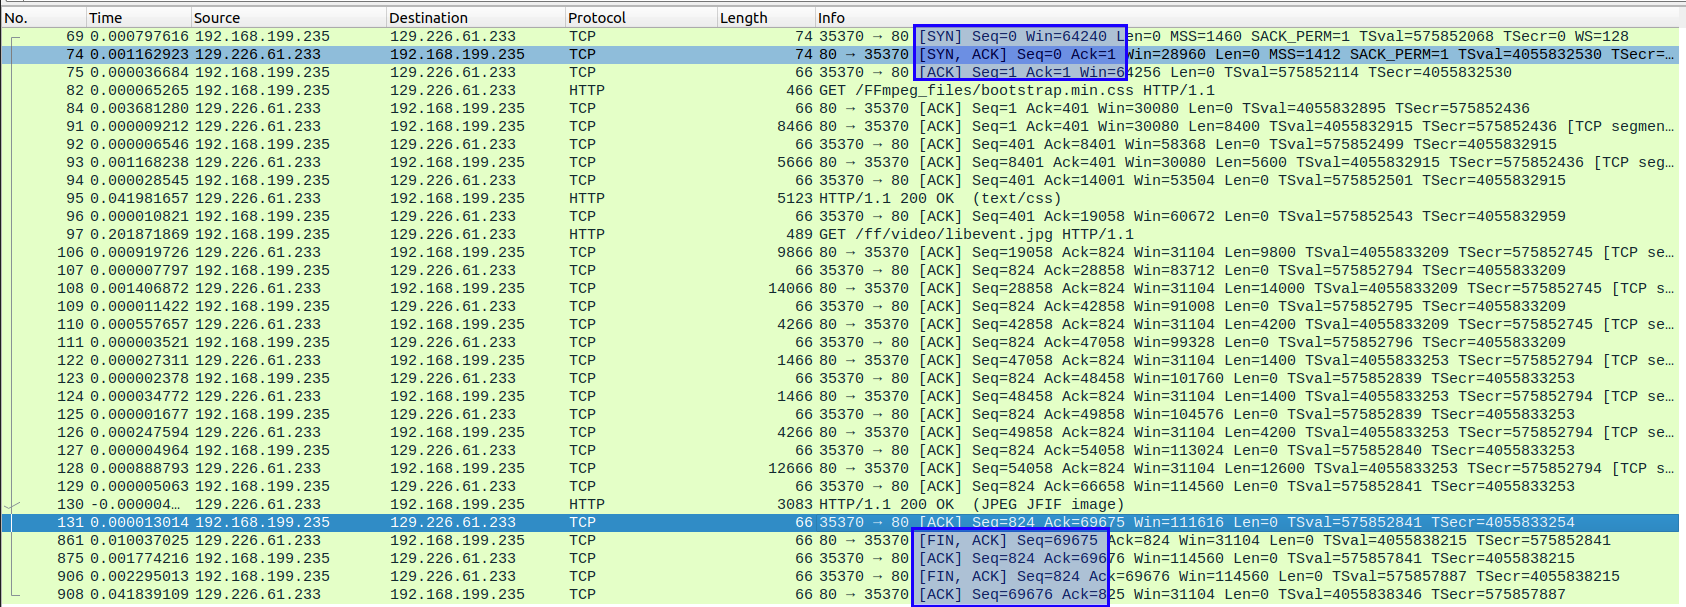 No. Time Source Destination Protocol Length Info
69 0.000797616 192.168.199.235 129.226.61.233 TCP 74 35370 → 80 [SYN] Seq=0 Win=64240 Len=0 MSS=1460 SACK_PERM=1 TSval=575852068 TSecr=0 WS=128
74 0.001162923 129.226.61.233 192.168.199.235 TCP 74 80 → 35370 [SYN, ACK] Seq=0 Ack=1 Win=28960 Len=0 MSS=1412 SACK_PERM=1 TSval=4055832530 TSecr=…
75 0.000036684 192.168.199.235 129.226.61.233 TCP 66 35370 → 80 [ACK] Seq=1 Ack=1 Win=64256 Len=0 TSval=575852114 TSecr=4055832530
82 0.000065265 192.168.199.235 129.226.61.233 HTTP 466 GET /FFmpeg_files/bootstrap.min.css HTTP/1.1
84 0.003681280 129.226.61.233 192.168.199.235 TCP 66 80 → 35370 [ACK] Seq=1 Ack=401 Win=30080 Len=0 TSval=4055832895 TSecr=575852436
91 0.000009212 129.226.61.233 192.168.199.235 TCP 8466 80 → 35370 [ACK] Seq=1 Ack=401 Win=30080 Len=8400 TSval=4055832915 TSecr=575852436 [TCP segmen…
92 0.000006546 192.168.199.235 129.226.61.233 TCP 66 35370 → 80 [ACK] Seq=401 Ack=8401 Win=58368 Len=0 TSval=575852499 TSecr=4055832915
93 0.001168238 129.226.61.233 192.168.199.235 TCP 5666 80 → 35370 [ACK] Seq=8401 Ack=401 Win=30080 Len=5600 TSval=4055832915 TSecr=575852436 [TCP seg…
94 0.000028545 192.168.199.235 129.226.61.233 TCP 66 35370 → 80 [ACK] Seq=401 Ack=14001 Win=53504 Len=0 TSval=575852501 TSecr=4055832915
95 0.041981657 129.226.61.233 192.168.199.235 HTTP 5123 HTTP/1.1 200 OK (text/css)
96 0.000010821 192.168.199.235 129.226.61.233 TCP 66 35370 → 80 [ACK] Seq=401 Ack=19058 Win=60672 Len=0 TSval=575852543 TSecr=4055832959
97 0.201871869 192.168.199.235 129.226.61.233 HTTP 489 GET /ff/video/libevent.jpg HTTP/1.1
106 0.000919726 129.226.61.233 192.168.199.235 TCP 9866 80 → 35370 [ACK] Seq=19058 Ack=824 Win=31104 Len=9800 TSval=4055833209 TSecr=575852745 [TCP se…
107 0.000007797 192.168.199.235 129.226.61.233 TCP 66 35370 → 80 [ACK] Seq=824 Ack=28858 Win=83712 Len=0 TSval=575852794 TSecr=4055833209
108 0.001406872 129.226.61.233 192.168.199.235 TCP 14066 80 → 35370 [ACK] Seq=28858 Ack=824 Win=31104 Len=14000 TSval=4055833209 TSecr=575852745 [TCP s…
109 0.000011422 192.168.199.235 129.226.61.233 TCP 66 35370 → 80 [ACK] Seq=824 Ack=42858 Win=91008 Len=0 TSval=575852795 TSecr=4055833209
110 0.000557657 129.226.61.233 192.168.199.235 TCP 4266 80 → 35370 [ACK] Seq=42858 Ack=824 Win=31104 Len=4200 TSval=4055833209 TSecr=575852745 [TCP se…
111 0.000003521 192.168.199.235 129.226.61.233 TCP 66 35370 → 80 [ACK] Seq=824 Ack=47058 Win=99328 Len=0 TSval=575852796 TSecr=4055833209
122 0.000027311 129.226.61.233 192.168.199.235 TCP 1466 80 → 35370 [ACK] Seq=47058 Ack=824 Win=31104 Len=1400 TSval=4055833253 TSecr=575852794 [TCP se…
123 0.000002378 192.168.199.235 129.226.61.233 TCP 66 35370 → 80 [ACK] Seq=824 Ack=48458 Win=101760 Len=0 TSval=575852839 TSecr=4055833253
124 0.000034772 129.226.61.233 192.168.199.235 TCP 1466 80 → 35370 [ACK] Seq=48458 Ack=824 Win=31104 Len=1400 TSval=4055833253 TSecr=575852794 [TCP se…
125 0.000001677 192.168.199.235 129.226.61.233 TCP 66 35370 → 80 [ACK] Seq=824 Ack=49858 Win=104576 Len=0 TSval=575852839 TSecr=4055833253
126 0.000247594 129.226.61.233 192.168.199.235 TCP 4266 80 → 35370 [ACK] Seq=49858 Ack=824 Win=31104 Len=4200 TSval=4055833253 TSecr=575852794 [TCP se…
127 0.000004964 192.168.199.235 129.226.61.233 TCP 66 35370 → 80 [ACK] Seq=824 Ack=54058 Win=113024 Len=0 TSval=575852840 TSecr=4055833253
128 0.000888793 129.226.61.233 192.168.199.235 TCP 12666 80 → 35370 [ACK] Seq=54058 Ack=824 Win=31104 Len=12600 TSval=4055833253 TSecr=575852794 [TCP s…
129 0.000005063 192.168.199.235 129.226.61.233 TCP 66 35370 → 80 [ACK] Seq=824 Ack=66658 Win=114560 Len=0 TSval=575852841 TSecr=4055833253
130 -0.000004… 129.226.61.233 192.168.199.235 HTTP 3083 HTTP/1.1 200 OK (JPEG JFIF image)
131 0.000013014 192.168.199.235 129.226.61.233 TCP 66 35370 → 80 [ACK] Seq=824 Ack=69675 Win=111616 Len=0 TSval=575852841 TSecr=4055833254
861 0.010037025 129.226.61.233 192.168.199.235 TCP 66 80 → 35370 [FIN, ACK] Seq=69675 Ack=824 Win=31104 Len=0 TSval=4055838215 TSecr=575852841
875 0.001774216 192.168.199.235 129.226.61.233 TCP 66 35370 → 80 [ACK] Seq=824 Ack=69676 Win=114560 Len=0 TSval=575857841 TSecr=4055838215
906 0.002295013 192.168.199.235 129.226.61.233 TCP 66 35370 → 80 [FIN, ACK] Seq=824 Ack=69676 Win=114560 Len=0 TSval=575857887 TSecr=4055838215
908 0.041839109 129.226.61.233 192.168.199.235 TCP 66 80 → 35370 [ACK] Seq=69676 Ack=825 Win=31104 Len=0 TSval=4055838346 TSecr=575857887